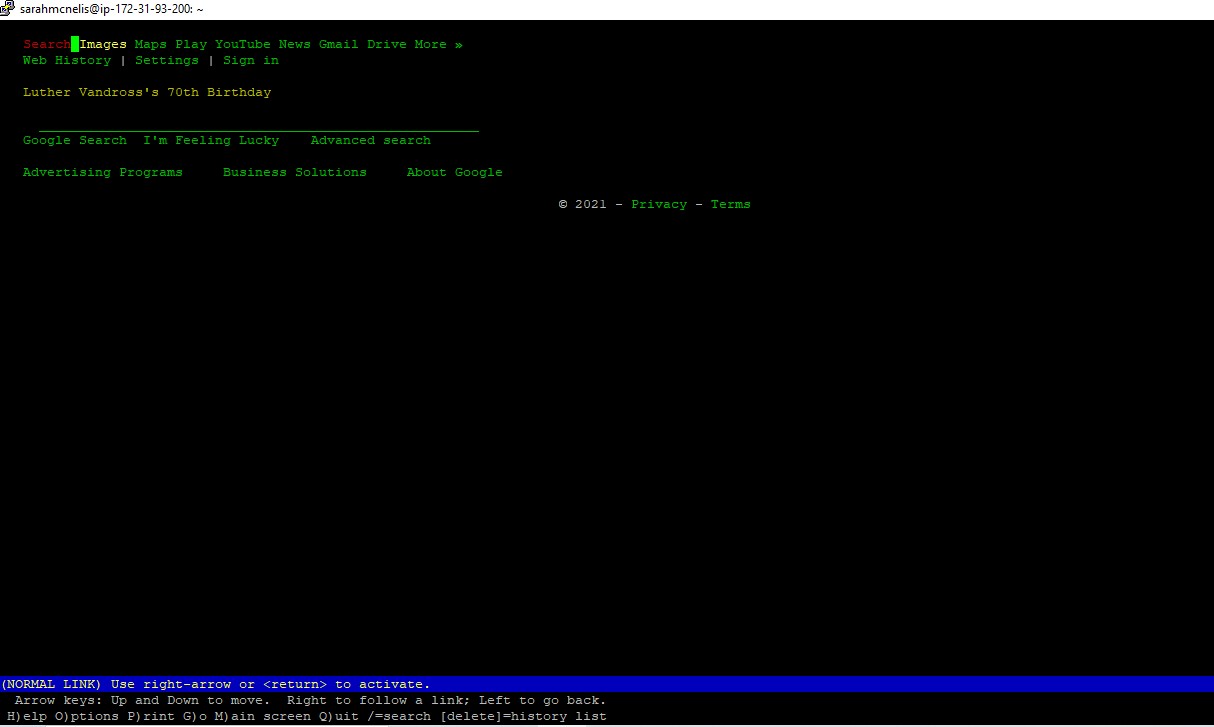 sarahmcnelis@ip-172-31-93-200: ~
Search Images Maps Play YouTube News Gmail Drive More »
Web History | Settings | Sign in
Luther Vandross's 70th Birthday
Google Search I'm Feeling Lucky Advanced search
Advertising Programs Business Solutions About Google
© 2021 - Privacy - Terms
(NORMAL LINK) Use right-arrow or <return> to activate.
Arrow keys: Up and Down to move. Right to follow a link; Left to go back.
H)elp O)ptions P)rint G)o M)ain screen Q)uit /=search [delete]=history list